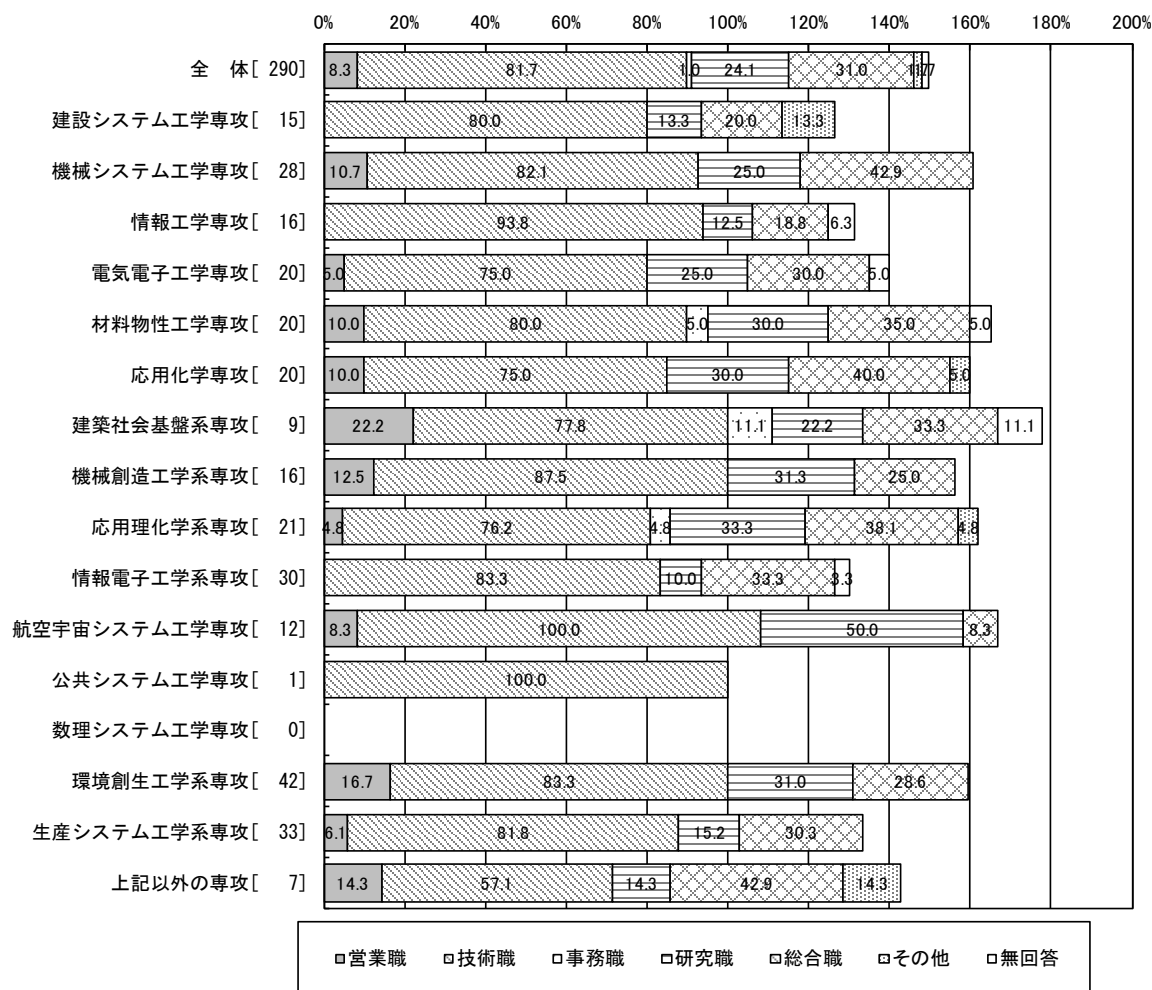 0% 20% 40% 60% 80% 100% 120% 140% 160% 180% 200%
全　体[ 290] 8.3 81.7 1.0 24.1 31.0 1.7 1.7
建設システム工学専攻[ 15] 80.0 13.3 20.0 13.3
機械システム工学専攻[ 28] 10.7 82.1 25.0 42.9
情報工学専攻[ 16] 93.8 12.5 18.8 6.3
電気電子工学専攻[ 20] 5.0 75.0 25.0 30.0 5.0
材料物性工学専攻[ 20] 10.0 80.0 5.0 30.0 35.0 5.0
応用化学専攻[ 20] 10.0 75.0 30.0 40.0 5.0
建築社会基盤系専攻[ 9] 22.2 77.8 11.1 22.2 33.3 11.1
機械創造工学系専攻[ 16] 12.5 87.5 31.3 25.0
応用理化学系専攻[ 21] 4.8 76.2 4.8 33.3 38.1 4.8
情報電子工学系専攻[ 30] 83.3 10.0 33.3 3.3
航空宇宙システム工学専攻[ 12] 8.3 100.0 50.0 8.3
公共システム工学専攻[ 1] 100.0
数理システム工学専攻[ 0]
環境創生工学系専攻[ 42] 16.7 83.3 31.0 28.6
生産システム工学系専攻[ 33] 6.1 81.8 15.2 30.3
上記以外の専攻[ 7] 14.3 57.1 14.3 42.9 14.3
営業職 技術職 事務職 研究職 総合職 その他 無回答